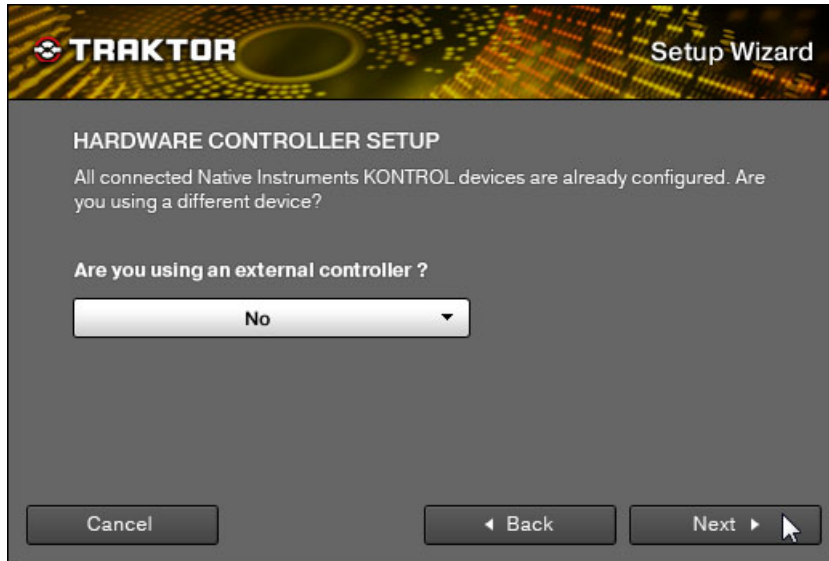 TRAKTOR
Setup Wizard
HARDWARE CONTROLLER SETUP
All connected Native Instruments KONTROL devices are already configured. Are
you using a different device?
Are you using an external controller ?
No
Cancel
Back
Next